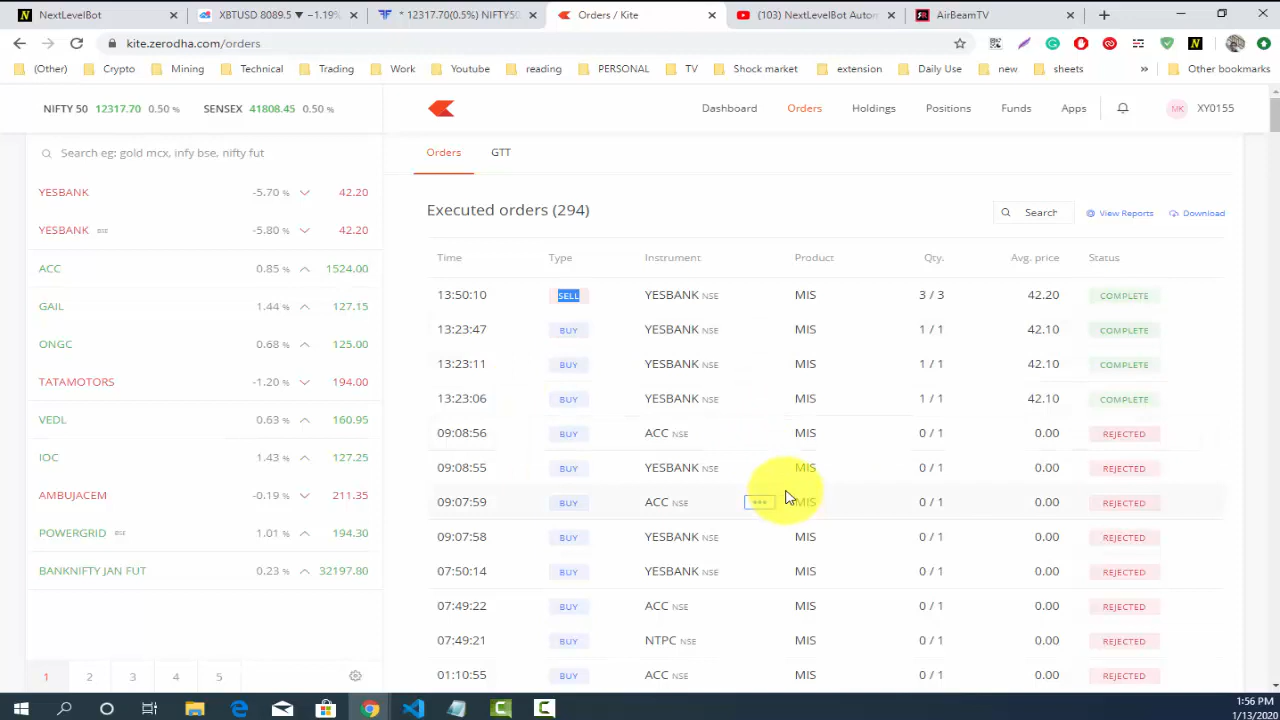 NextLevelBot
XBTUSD 8089.5 ▼ −1.19%
* 12317.70(0.5%) NIFTY50
Orders / Kite
(103) NextLevelBot Autom
AirBeamTV
kite.zerodha.com/orders
(Other)
Crypto
Mining
Technical
Trading
Work
Youtube
reading
PERSONAL
TV
Shock market
extension
Daily Use
new
sheets
»
Other bookmarks
NIFTY 50 12317.70 0.50 %
SENSEX 41808.45 0.50 %
Dashboard
Orders
Holdings
Positions
Funds
Apps
MK
XY0155
Search eg: gold mcx, infy bse, nifty fut
YESBANK -5.70 % 42.20
YESBANK BSE -5.80 % 42.20
ACC 0.85 % 1524.00
GAIL 1.44 % 127.15
ONGC 0.68 % 125.00
TATAMOTORS -1.20 % 194.00
VEDL 0.63 % 160.95
IOC 1.43 % 127.25
AMBUJACEM -0.19 % 211.35
POWERGRID BSE 1.01 % 194.30
BANKNIFTY JAN FUT 0.23 % 32197.80
1 2 3 4 5
Orders
GTT
Executed orders (294)
Search
View Reports
Download
Time Type Instrument Product Qty. Avg. price Status
13:50:10 SELL YESBANK NSE MIS 3 / 3 42.20 COMPLETE
13:23:47 BUY YESBANK NSE MIS 1 / 1 42.10 COMPLETE
13:23:11 BUY YESBANK NSE MIS 1 / 1 42.10 COMPLETE
13:23:06 BUY YESBANK NSE MIS 1 / 1 42.10 COMPLETE
09:08:56 BUY ACC NSE MIS 0 / 1 0.00 REJECTED
09:08:55 BUY YESBANK NSE MIS 0 / 1 0.00 REJECTED
09:07:59 BUY ACC NSE MIS 0 / 1 0.00 REJECTED
09:07:58 BUY YESBANK NSE MIS 0 / 1 0.00 REJECTED
07:50:14 BUY YESBANK NSE MIS 0 / 1 0.00 REJECTED
07:49:22 BUY ACC NSE MIS 0 / 1 0.00 REJECTED
07:49:21 BUY NTPC NSE MIS 0 / 1 0.00 REJECTED
01:10:55 BUY ACC NSE MIS 0 / 1 0.00 REJECTED
1:56 PM
1/13/2020